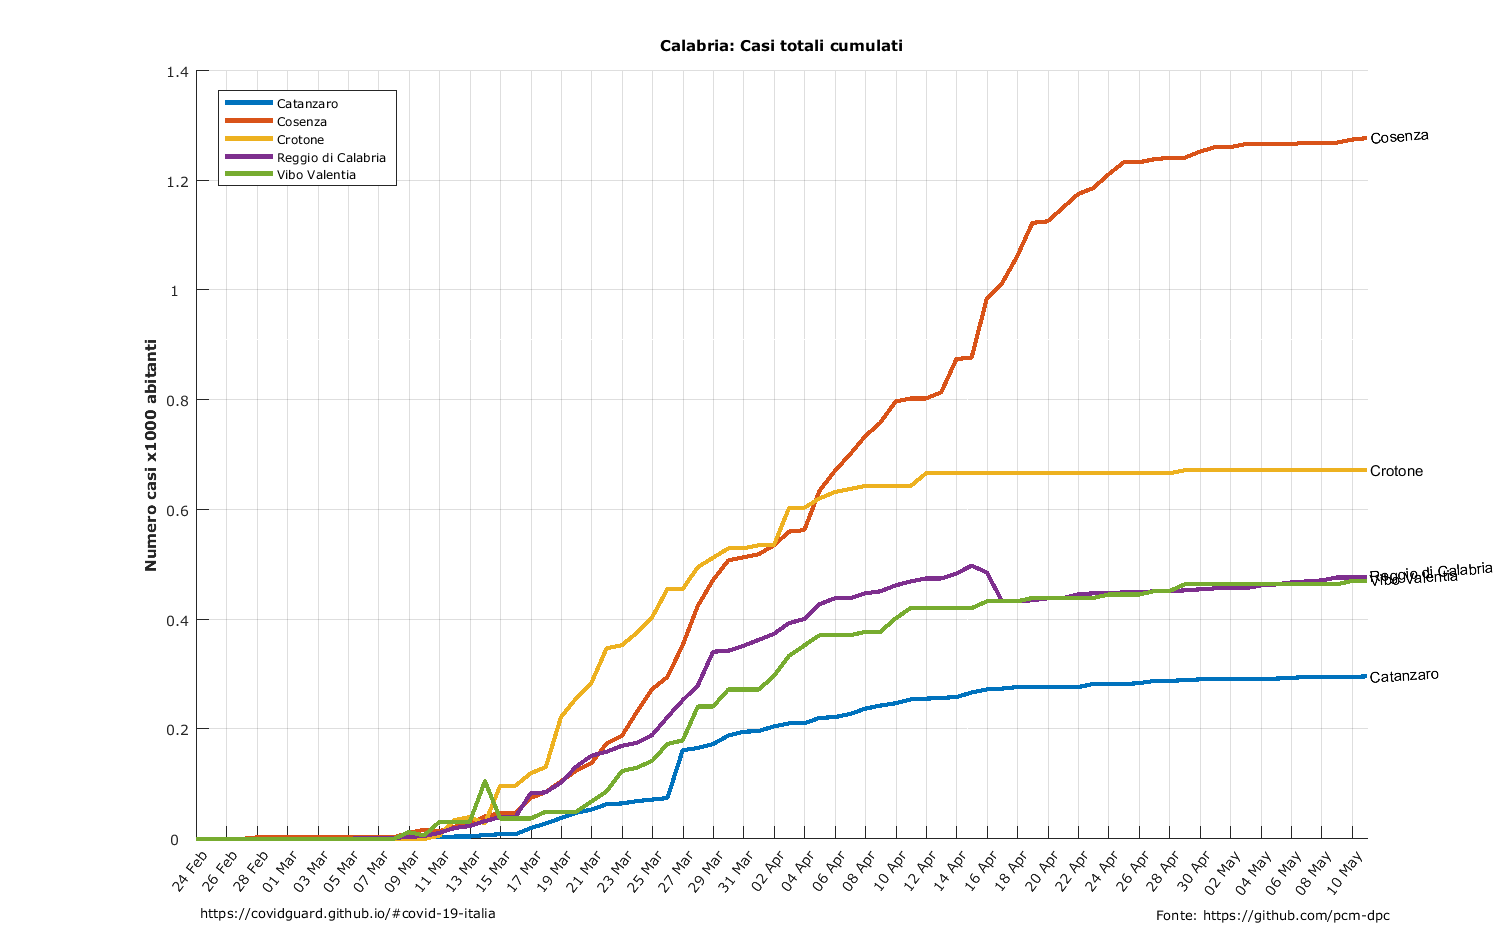 Calabria: Casi totali cumulati
1.4
1.2
1
0.8
0.6
0.4
0.2
0
Numero casi x1000 abitanti
Catanzaro
Cosenza
Crotone
Reggio di Calabria
Vibo Valentia
Cosenza
Crotone
Reggio di Calabria
Vibo Valentia
Catanzaro
24 Feb
26 Feb
28 Feb
01 Mar
03 Mar
05 Mar
07 Mar
09 Mar
11 Mar
13 Mar
15 Mar
17 Mar
19 Mar
21 Mar
23 Mar
25 Mar
27 Mar
29 Mar
31 Mar
02 Apr
04 Apr
06 Apr
08 Apr
10 Apr
12 Apr
14 Apr
16 Apr
18 Apr
20 Apr
22 Apr
24 Apr
26 Apr
28 Apr
30 Apr
02 May
04 May
06 May
08 May
10 May
https://covidguard.github.io/#covid-19-italia
Fonte: https://github.com/pcm-dpc